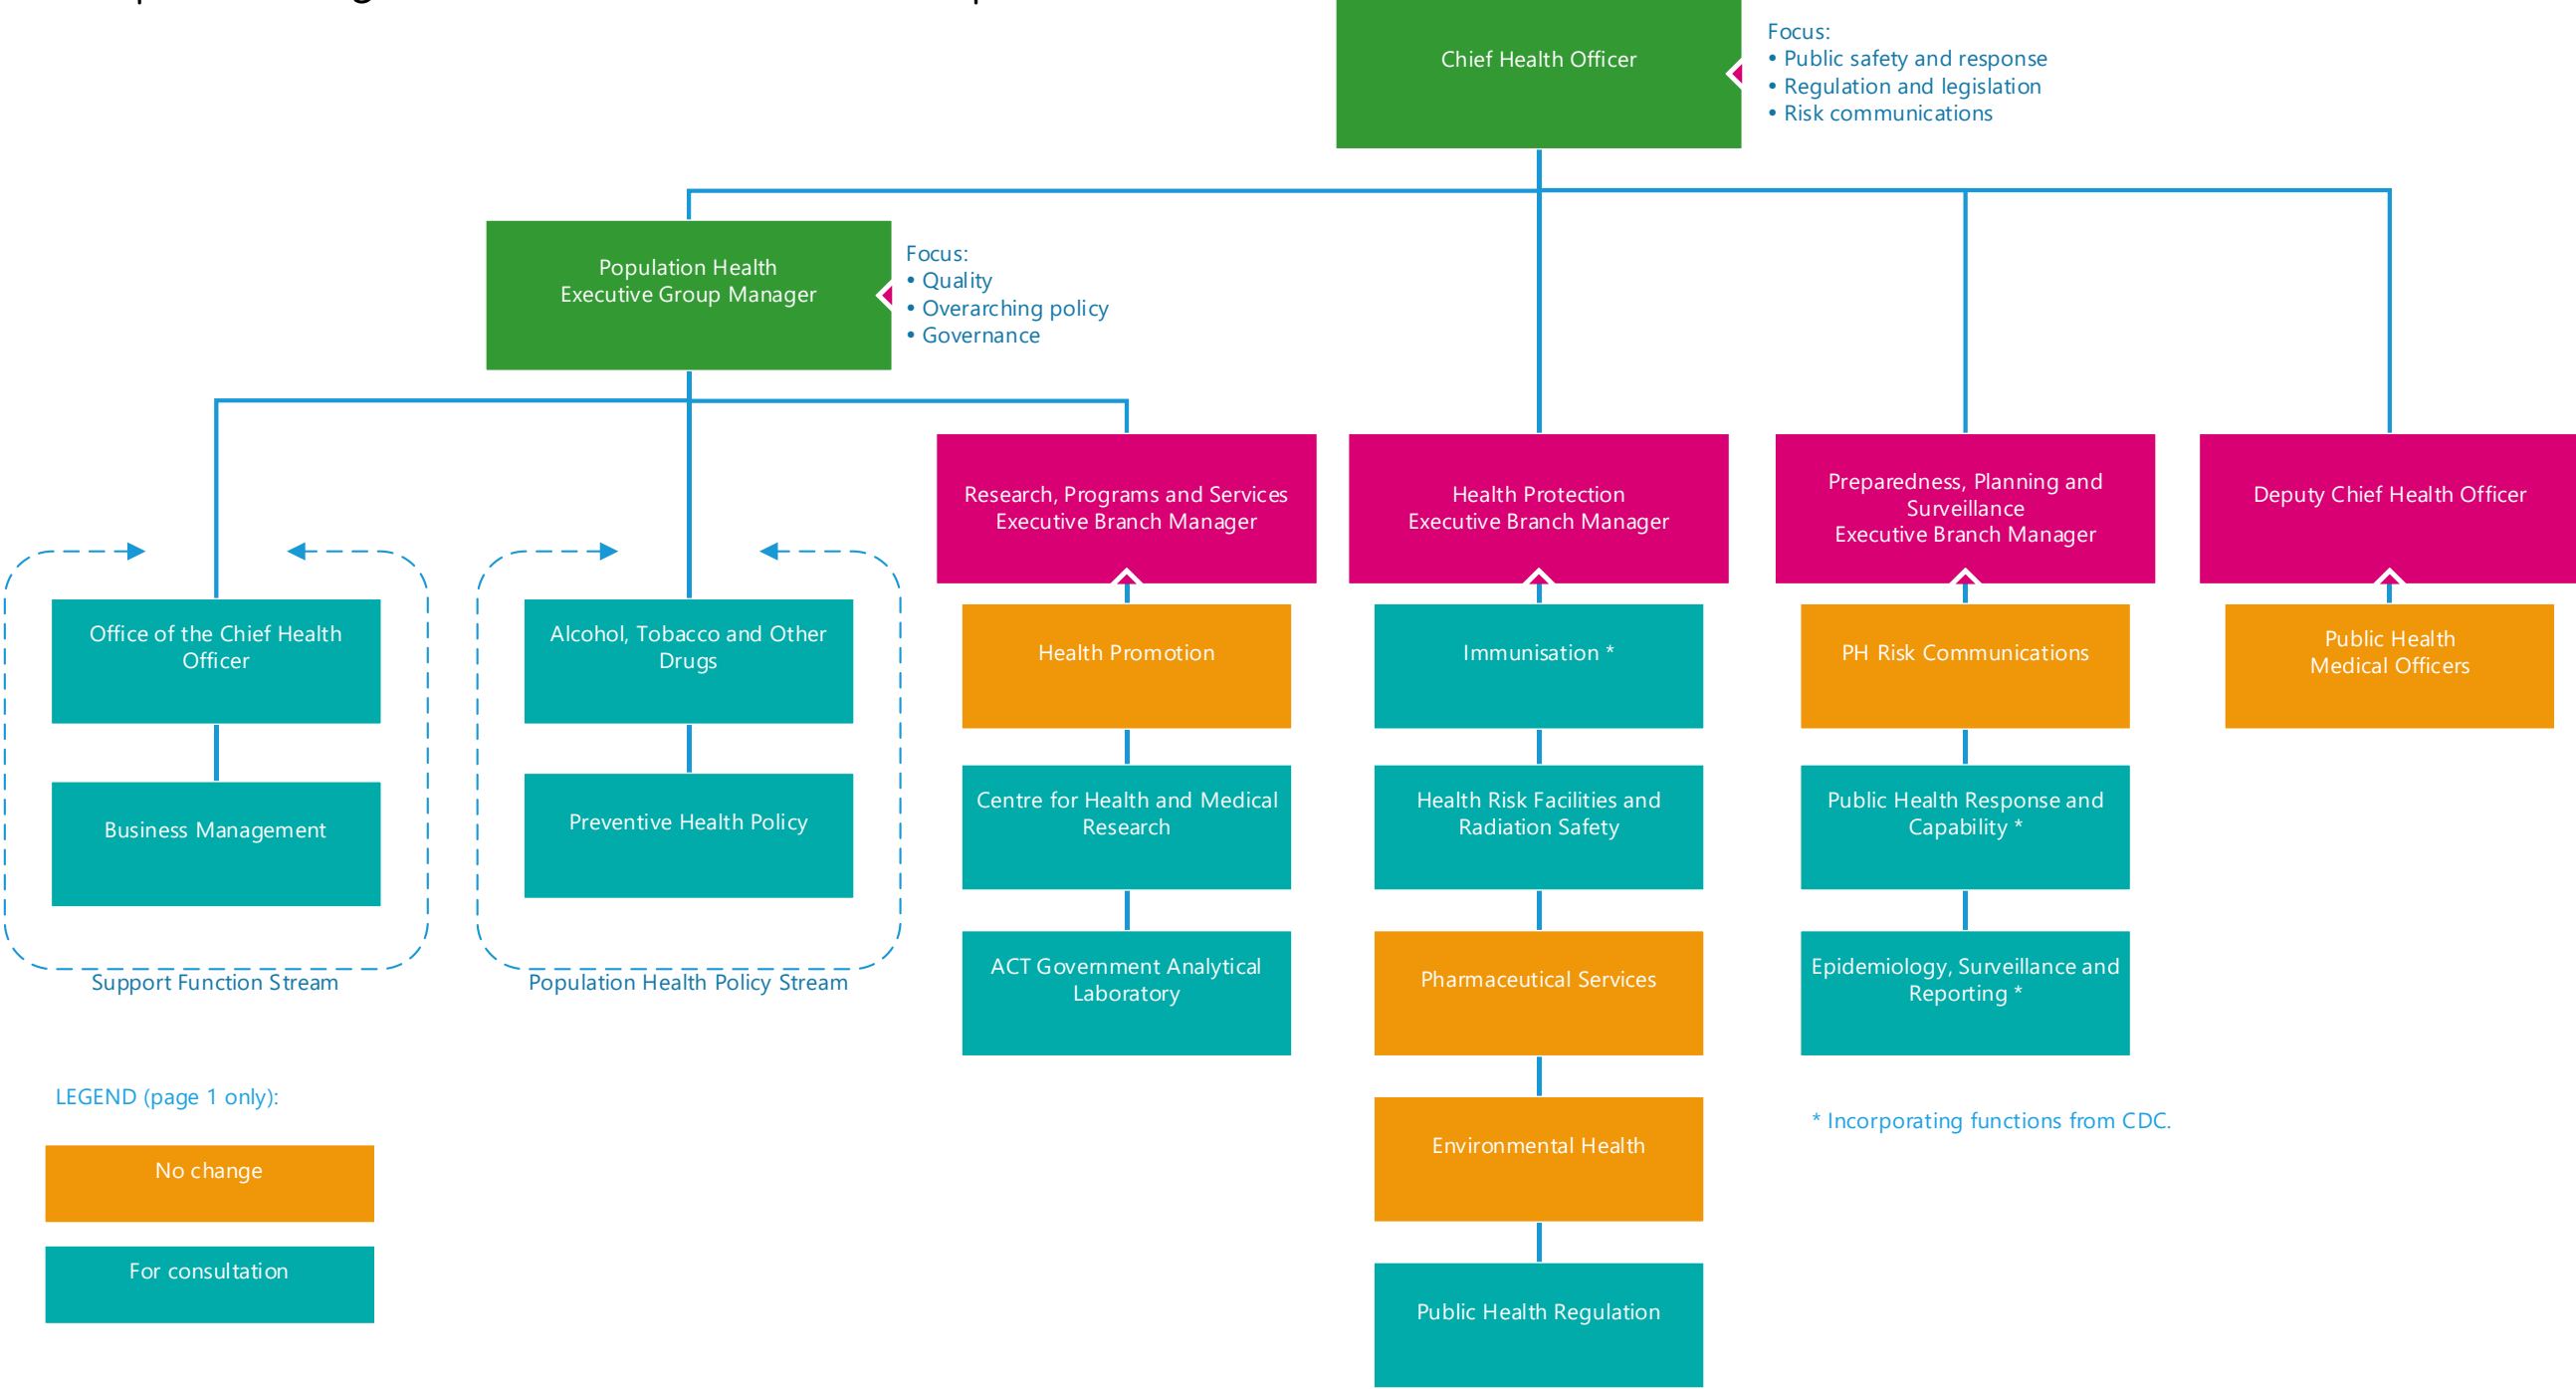 Chief Health Officer
Focus:
• Public safety and response
• Regulation and legislation
• Risk communications
Population Health
Executive Group Manager
Focus:
• Quality
• Overarching policy
• Governance
Research, Programs and Services
Executive Branch Manager
Health Protection
Executive Branch Manager
Preparedness, Planning and
Surveillance
Executive Branch Manager
Deputy Chief Health Officer
Office of the Chief Health
Officer
Business Management
Support Function Stream
Alcohol, Tobacco and Other
Drugs
Preventive Health Policy
Population Health Policy Stream
Health Promotion
Centre for Health and Medical
Research
ACT Government Analytical
Laboratory
Immunisation *
Health Risk Facilities and
Radiation Safety
Pharmaceutical Services
Environmental Health
Public Health Regulation
PH Risk Communications
Public Health Response and
Capability *
Epidemiology, Surveillance and
Reporting *
Public Health
Medical Officers
LEGEND (page 1 only):
No change
For consultation
* Incorporating functions from CDC.